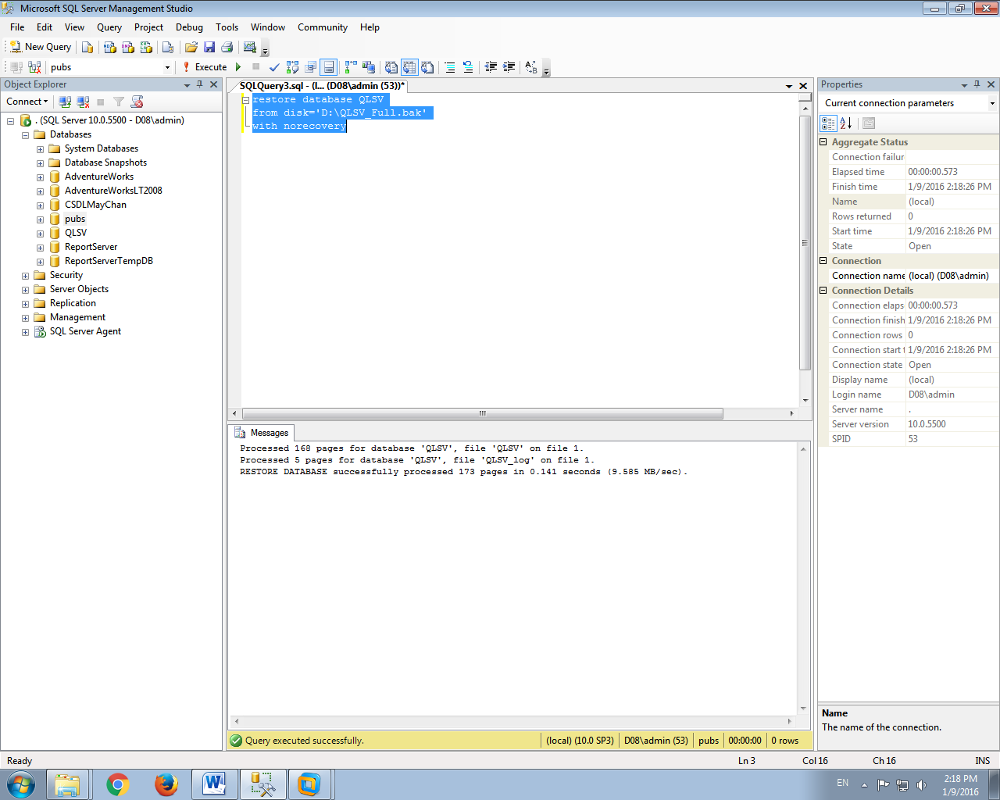 Microsoft SQL Server Management Studio
File Edit View Query Project Debug Tools Window Community Help
New Query
pubs
Execute
Object Explorer
Connect
. (SQL Server 10.0.5500 - D08\admin)
Databases
System Databases
Database Snapshots
AdventureWorks
AdventureWorksLT2008
CSDLMayChan
pubs
QLSV
ReportServer
ReportServerTempDB
Security
Server Objects
Replication
Management
SQL Server Agent
SQLQuery3.sql - (l... (D08\admin (53))*
restore database QLSV
from disk='D:\QLSV_Full.bak'
with norecovery
Messages
Processed 168 pages for database 'QLSV', file 'QLSV' on file 1.
Processed 5 pages for database 'QLSV', file 'QLSV_log' on file 1.
RESTORE DATABASE successfully processed 173 pages in 0.141 seconds (9.585 MB/sec).
Query executed successfully.
(local) (10.0 SP3) D08\admin (53) pubs 00:00:00 0 rows
Properties
Current connection parameters
Aggregate Status
Connection failur
Elapsed time 00:00:00.573
Finish time 1/9/2016 2:18:26 PM
Name (local)
Rows returned 0
Start time 1/9/2016 2:18:26 PM
State Open
Connection
Connection name (local) (D08\admin)
Connection Details
Connection elaps 00:00:00.573
Connection finish 1/9/2016 2:18:26 PM
Connection rows 0
Connection start t 1/9/2016 2:18:26 PM
Connection state Open
Display name (local)
Login name D08\admin
Server name .
Server version 10.0.5500
SPID 53
Name
The name of the connection.
Ready
Ln 3 Col 16 Ch 16 INS
EN
2:18 PM
1/9/2016